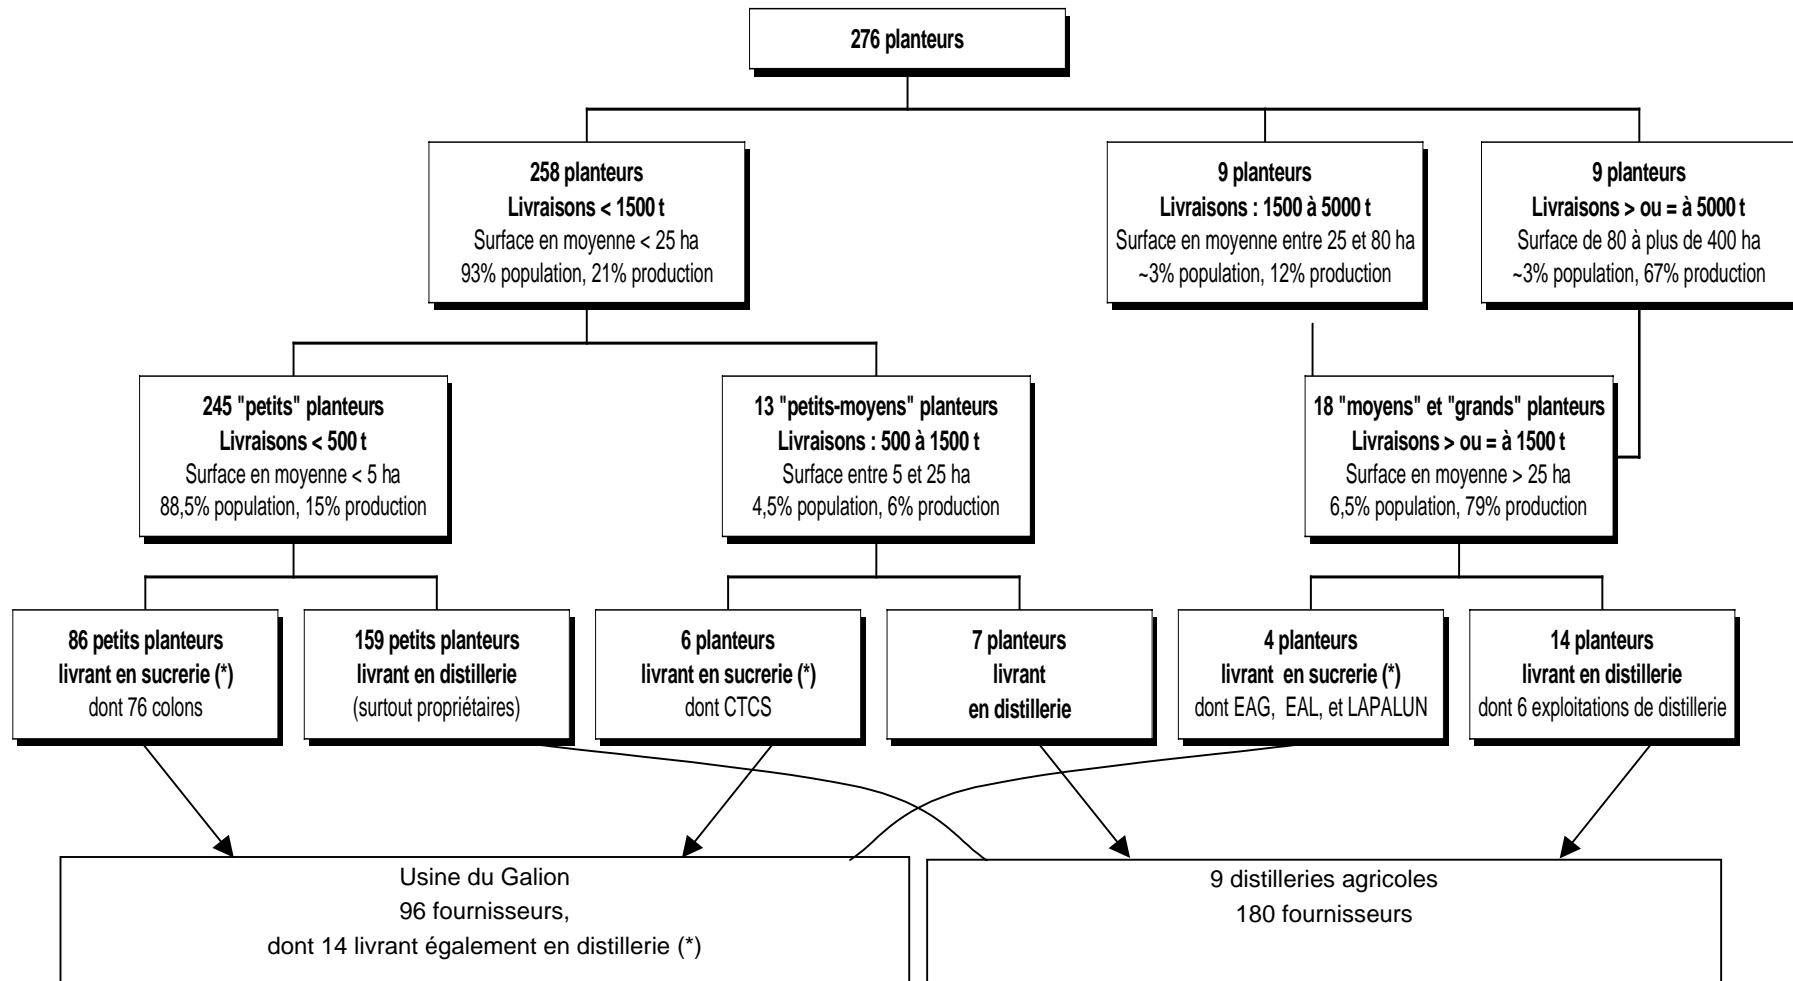 276 planteurs
258 planteurs
Livraisons < 1500 t
Surface en moyenne < 25 ha
93% population, 21% production
9 planteurs
Livraisons : 1500 à 5000 t
Surface en moyenne entre 25 et 80 ha
~3% population, 12% production
9 planteurs
Livraisons > ou = à 5000 t
Surface de 80 à plus de 400 ha
~3% population, 67% production
245 "petits" planteurs
Livraisons < 500 t
Surface en moyenne < 5 ha
88,5% population, 15% production
13 "petits-moyens" planteurs
Livraisons : 500 à 1500 t
Surface entre 5 et 25 ha
4,5% population, 6% production
18 "moyens" et "grands" planteurs
Livraisons > ou = à 1500 t
Surface en moyenne > 25 ha
6,5% population, 79% production
86 petits planteurs
livrant en sucrerie (*)
dont 76 colons
159 petits planteurs
livrant en distillerie
(surtout propriétaires)
6 planteurs
livrant en sucrerie (*)
dont CTCS
7 planteurs
livrant
en distillerie
4 planteurs
livrant en sucrerie (*)
dont EAG, EAL, et LAPALUN
14 planteurs
livrant en distillerie
dont 6 exploitations de distillerie
Usine du Galion
96 fournisseurs,
dont 14 livrant également en distillerie (*)
9 distilleries agricoles
180 fournisseurs